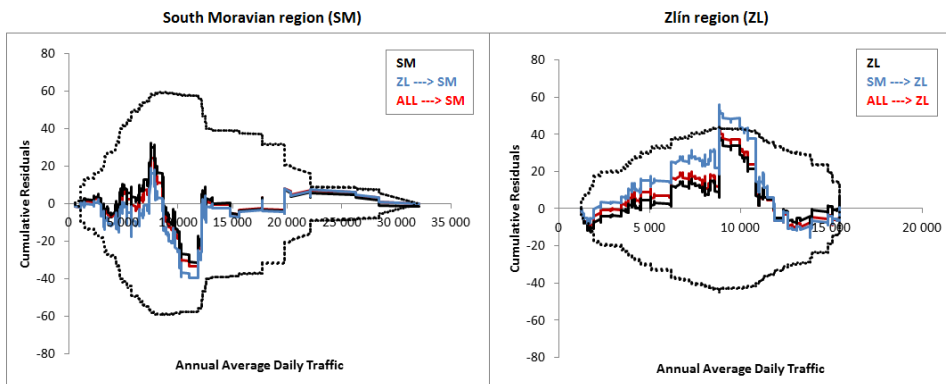 South Moravian region (SM)
Zlín region (ZL)
80
60
40
20
0
-20
-40
-60
-80
0
5 000
10 000
15 000
20 000
25 000
30 000
35 000
Cumulative Residuals
Annual Average Daily Traffic
SM
ZL ---> SM
ALL ---> SM
80
60
40
20
0
-20
-40
-60
-80
0
5 000
10 000
15 000
20 000
Cumulative Residuals
Annual Average Daily Traffic
ZL
SM ---> ZL
ALL ---> ZL